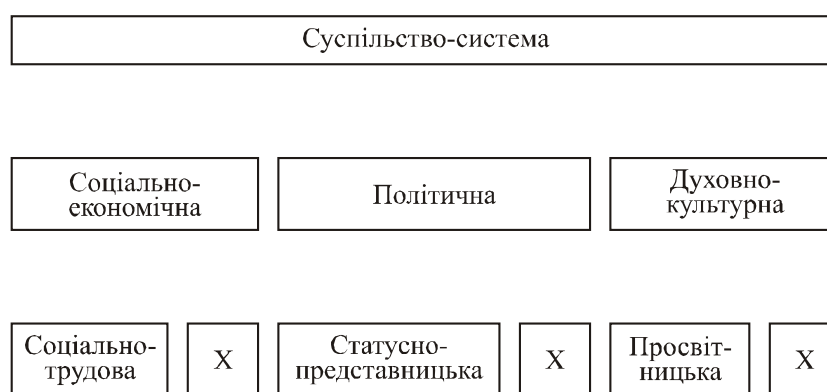 Суспільство-система
Соціально-
економічна
Політична
Духовно-
культурна
Соціально-
трудова
Х
Статусно-
представницька
Х
Просвіт-
ницька
Х